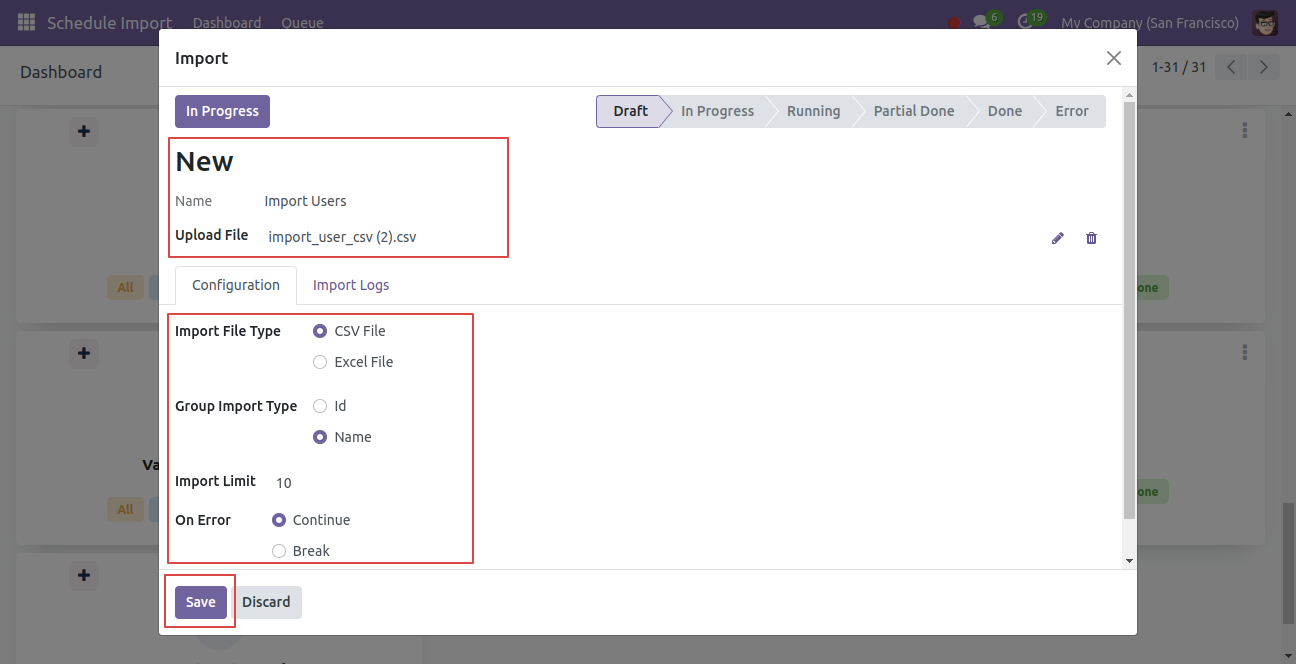 Schedule Import Dashboard Queue 6 19 My Company (San Francisco)
Dashboard 1-31 / 31
Import
In Progress Draft In Progress Running Partial Done Done Error
New
Name Import Users
Upload File import_user_csv (2).csv
Configuration Import Logs
All
Import File Type CSV File
Excel File
Group Import Type Id
Name
Import Limit 10
All
On Error Continue
Break
Save Discard